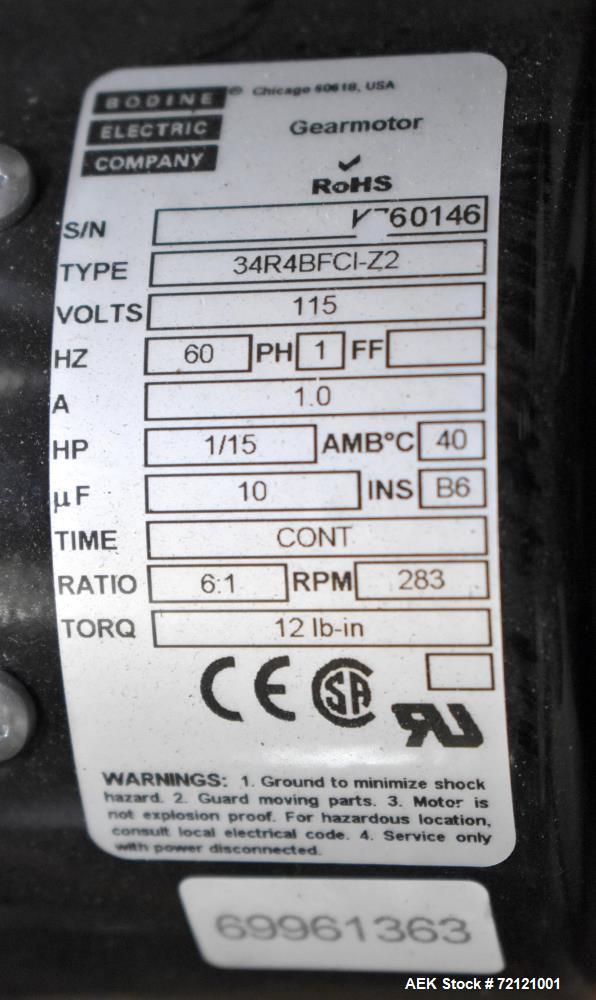 BODINE ® Chicago 60618, USA
ELECTRIC Gearmotor
COMPANY
RoHS
S/N 60146
TYPE 34R4BFCI-Z2
VOLTS 115
HZ 60 PH 1 FF
A 1.0
HP 1/15 AMB°C 40
µF 10 INS B6
TIME CONT
RATIO 6:1 RPM 283
TORQ 12 lb-in
CE SA RU
WARNINGS: 1. Ground to minimize shock
hazard. 2. Guard moving parts. 3. Motor is
not explosion proof. For hazardous location,
consult local electrical code. 4. Service only
with power disconnected.
69961363
AEK Stock # 72121001